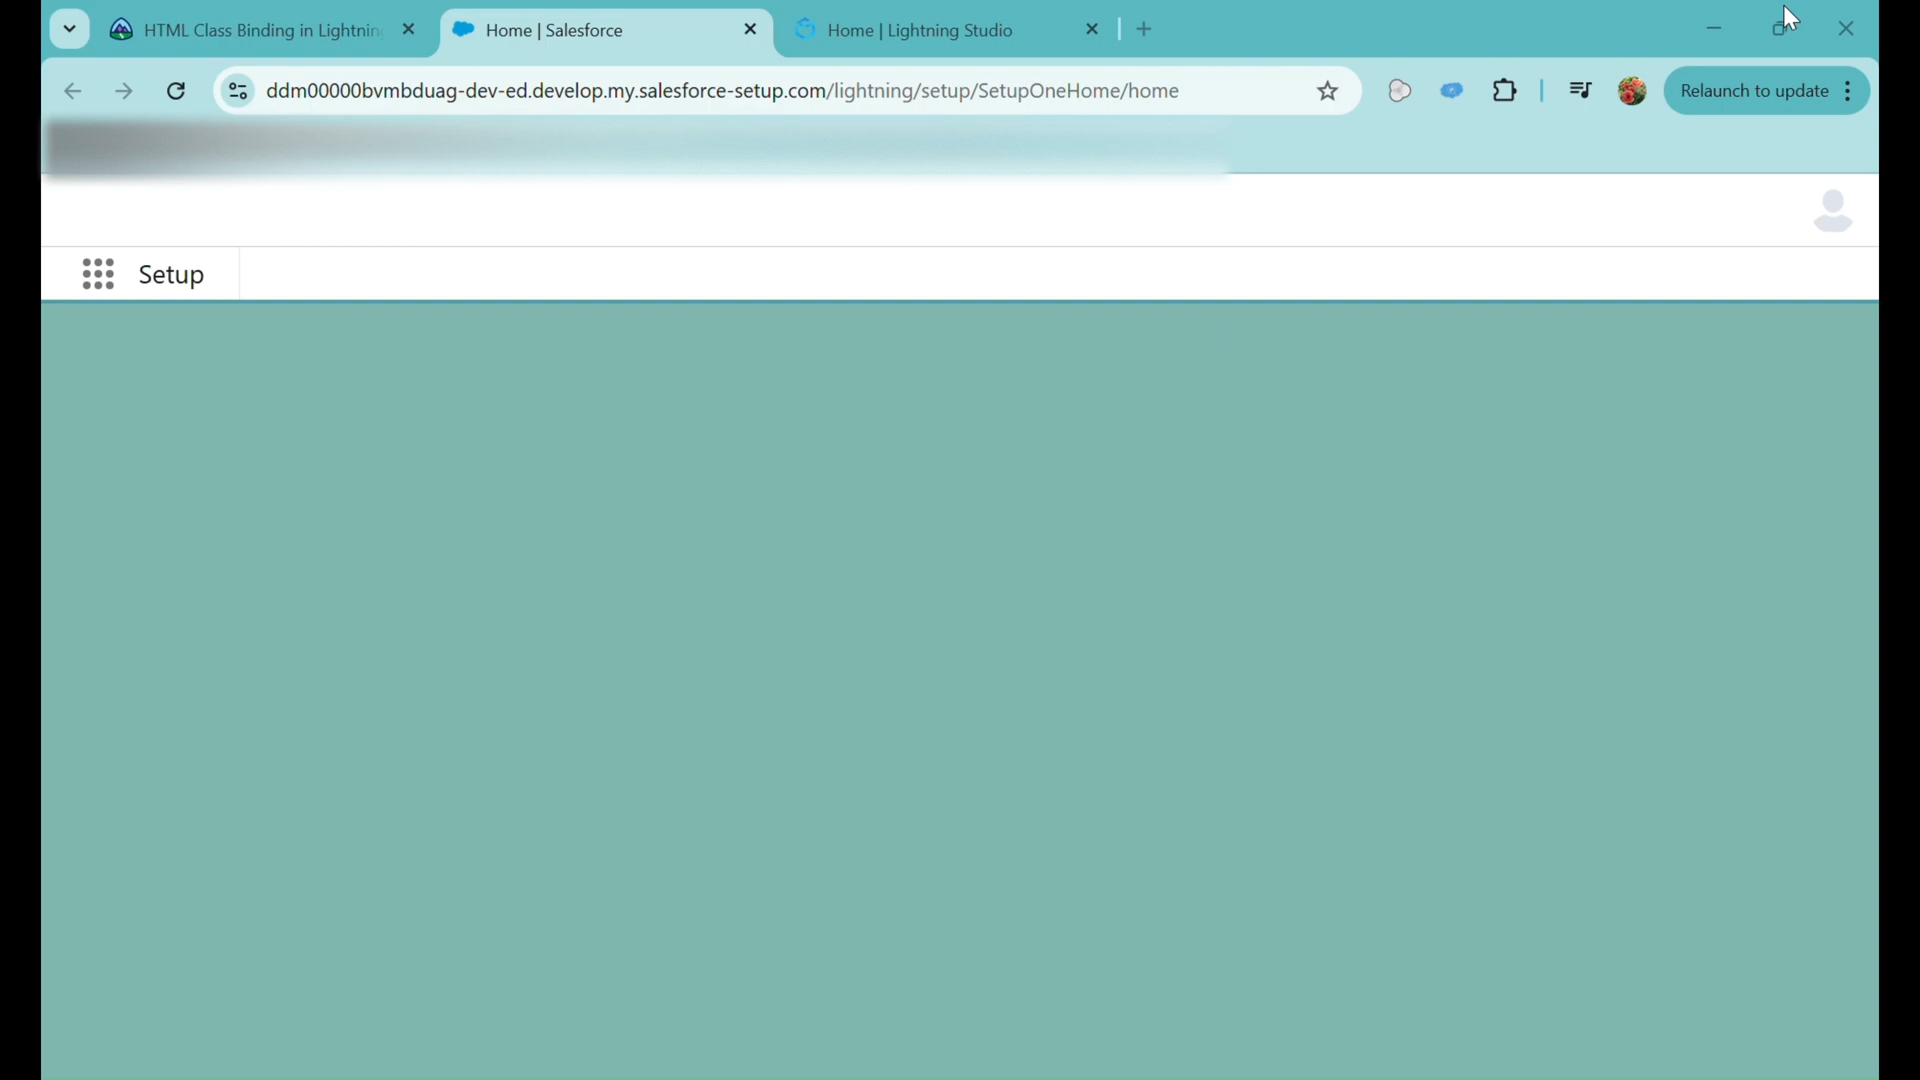 HTML Class Binding in Lightnin
Home | Salesforce
Home | Lightning Studio
ddm00000bvmbduag-dev-ed.develop.my.salesforce-setup.com/lightning/setup/SetupOneHome/home
Relaunch to update
Setup